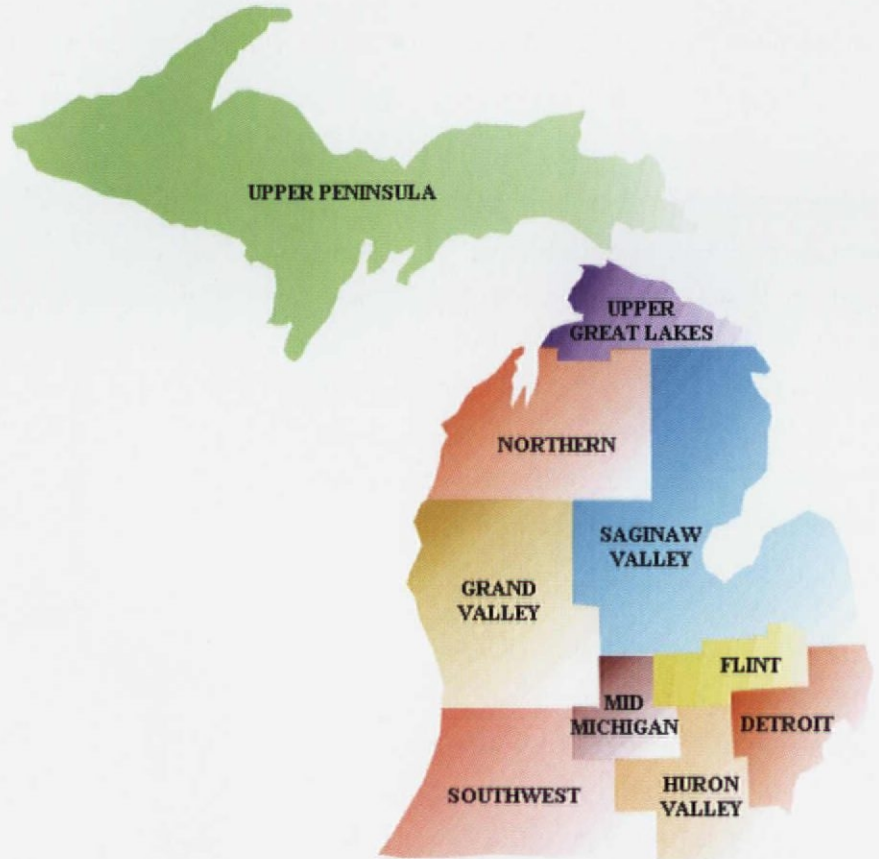 UPPER PENINSULA
UPPER
GREAT LAKES
NORTHERN
SAGINAW
VALLEY
GRAND
VALLEY
FLINT
MID
MICHIGAN
DETROIT
SOUTHWEST
HURON
VALLEY